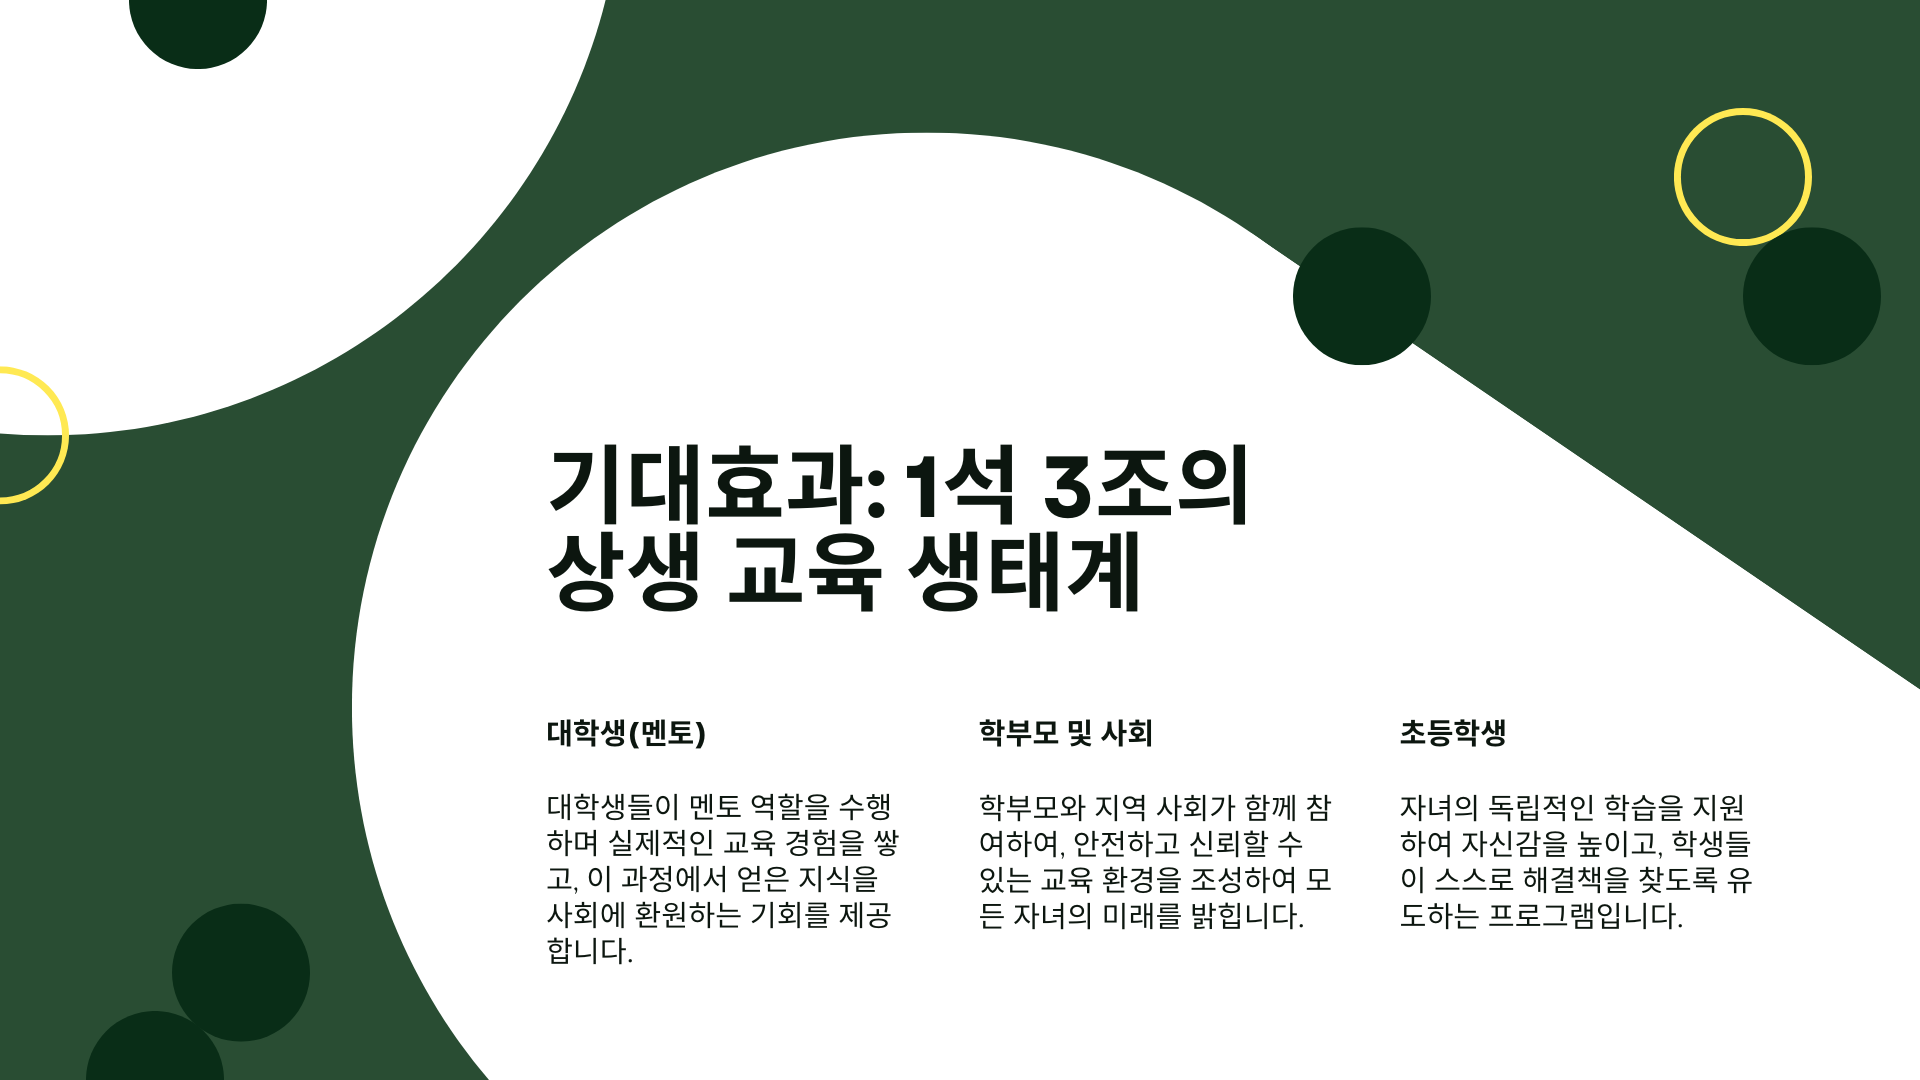 기대효과: 1석 3조의
상생 교육 생태계
대학생(멘토)
대학생들이 멘토 역할을 수행
하며 실제적인 교육 경험을 쌓
고, 이 과정에서 얻은 지식을
사회에 환원하는 기회를 제공
합니다.
학부모 및 사회
학부모와 지역 사회가 함께 참
여하여, 안전하고 신뢰할 수
있는 교육 환경을 조성하여 모
든 자녀의 미래를 밝힙니다.
초등학생
자녀의 독립적인 학습을 지원
하여 자신감을 높이고, 학생들
이 스스로 해결책을 찾도록 유
도하는 프로그램입니다.